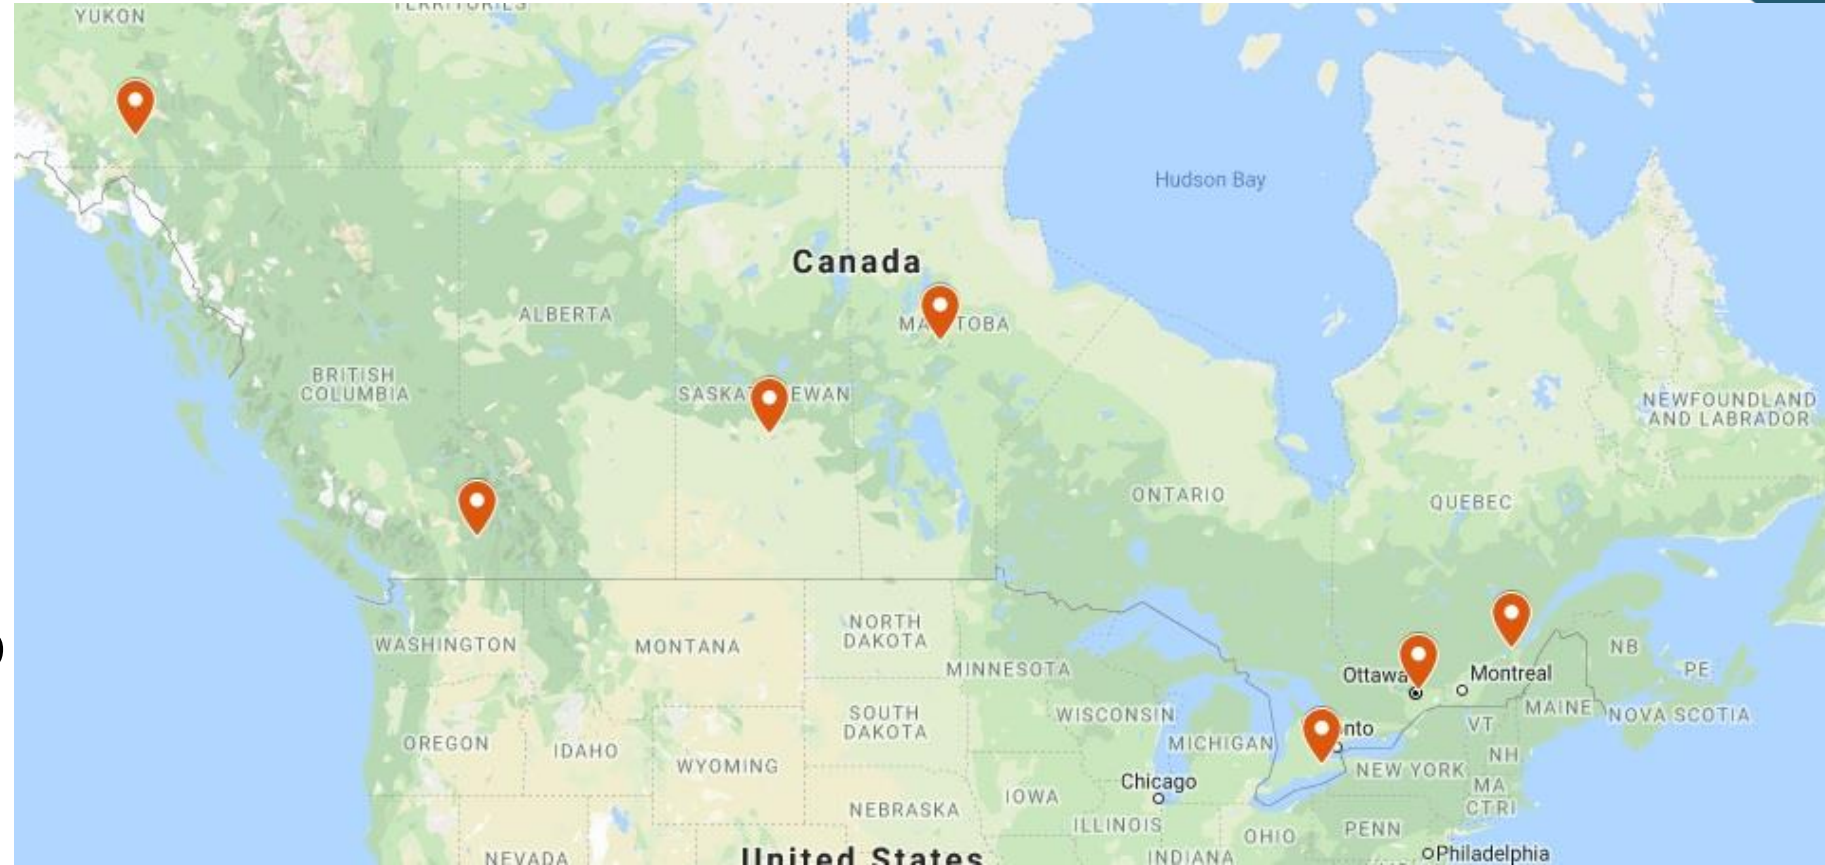 YUKON
TERRITORIES
Hudson Bay
Canada
ALBERTA
MA TOBA
BRITISH
COLUMBIA
SASKAT EWAN
NEWFOUNDLAND
AND LABRADOR
ONTARIO
QUEBEC
NORTH
DAKOTA
WASHINGTON
MONTANA
MINNESOTA
Ottawa
Montreal
NB
PE
SOUTH
DAKOTA
WISCONSIN
MAINE
NOVA SCOTIA
VT
OREGON
IDAHO
MICHIGAN
nto
NH
WYOMING
NEW YORK
Chicago
MA
IOWA
CT RI
NEBRASKA
ILLINOIS
OHIO
PENN
NEVADA
United States
INDIANA
Philadelphia
)